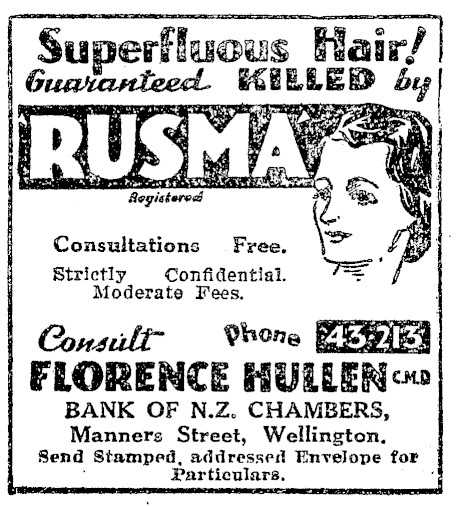 Superfluous Hair!
Guaranteed KILLED by
RUSMA
Registered
Consultations Free.
Strictly Confidential.
Moderate Fees.
Consult Phone 43-213
FLORENCE HULLEN C.M.D
BANK OF N.Z. CHAMBERS,
Manners Street, Wellington.
Send Stamped, addressed Envelope for
Particulars.